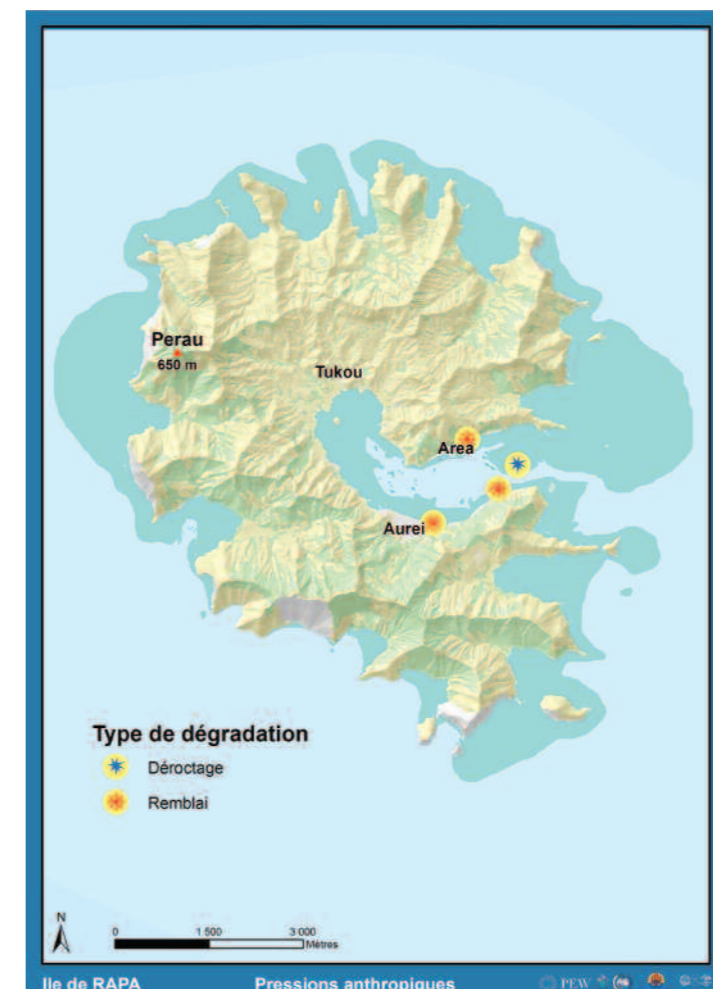 Perau
650 m
Tukou
Area
Aurei
Type de dégradation
Déroctage
Remblai
N
0 1 500 3 000
Mètres
Ile de RAPA Pressions anthropiques
PEW